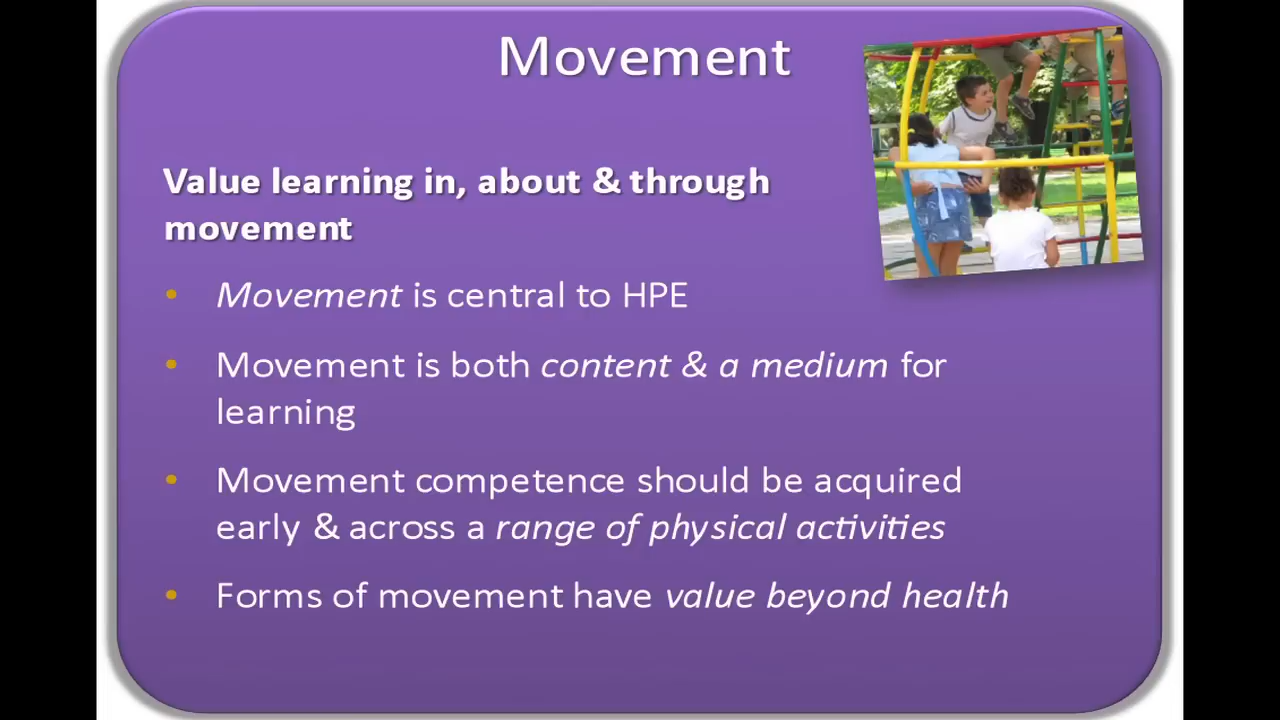 Movement
Value learning in, about & through
movement
• Movement is central to HPE
• Movement is both content & a medium for
learning
• Movement competence should be acquired
early & across a range of physical activities
• Forms of movement have value beyond health